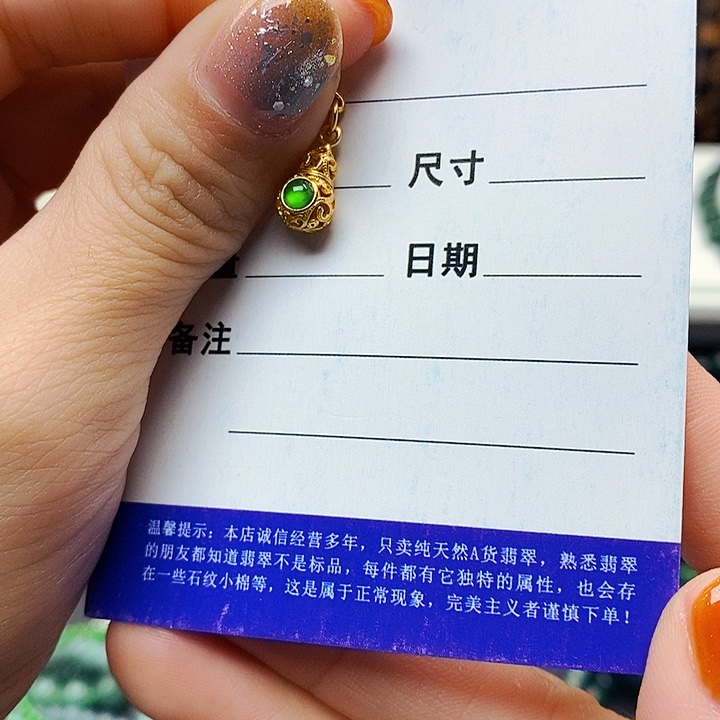 尺寸
量 日期
备注
温馨提示：本店诚信经营多年，只卖纯天然A货翡翠，熟悉翡翠
的朋友都知道翡翠不是标品，每件都有它独特的属性，也会存
在一些石纹小棉等，这是属于正常现象，完美主义者谨慎下单！